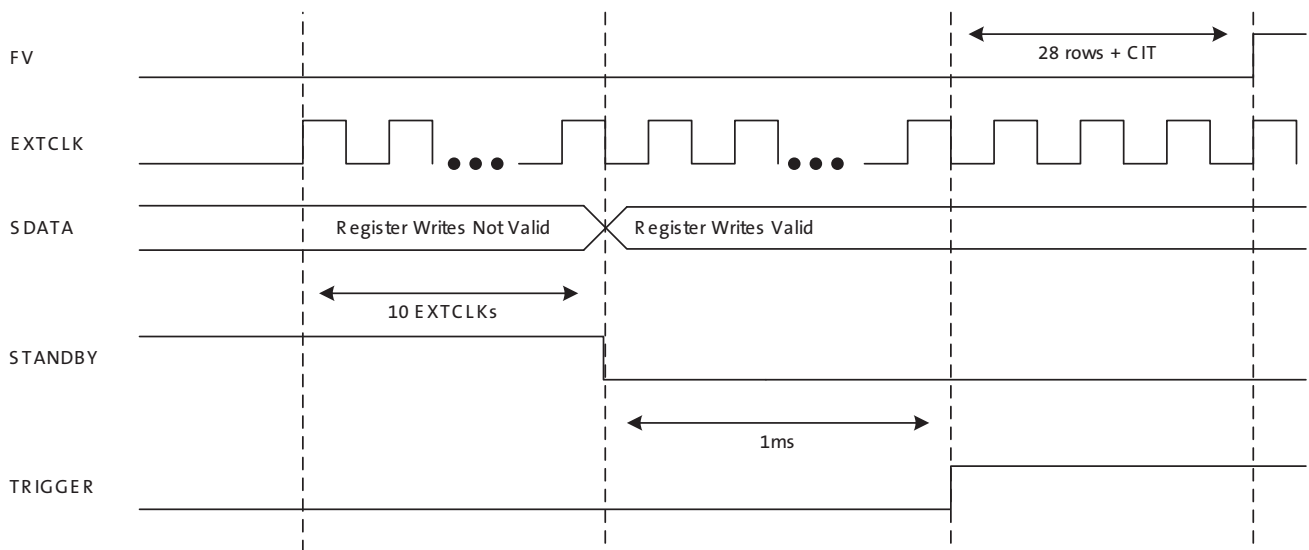 FV
28 rows + CIT
EXTCLK
SDATA
Register Writes Not Valid
Register Writes Valid
10 EXTCLKs
STANDBY
1ms
TRIGGER